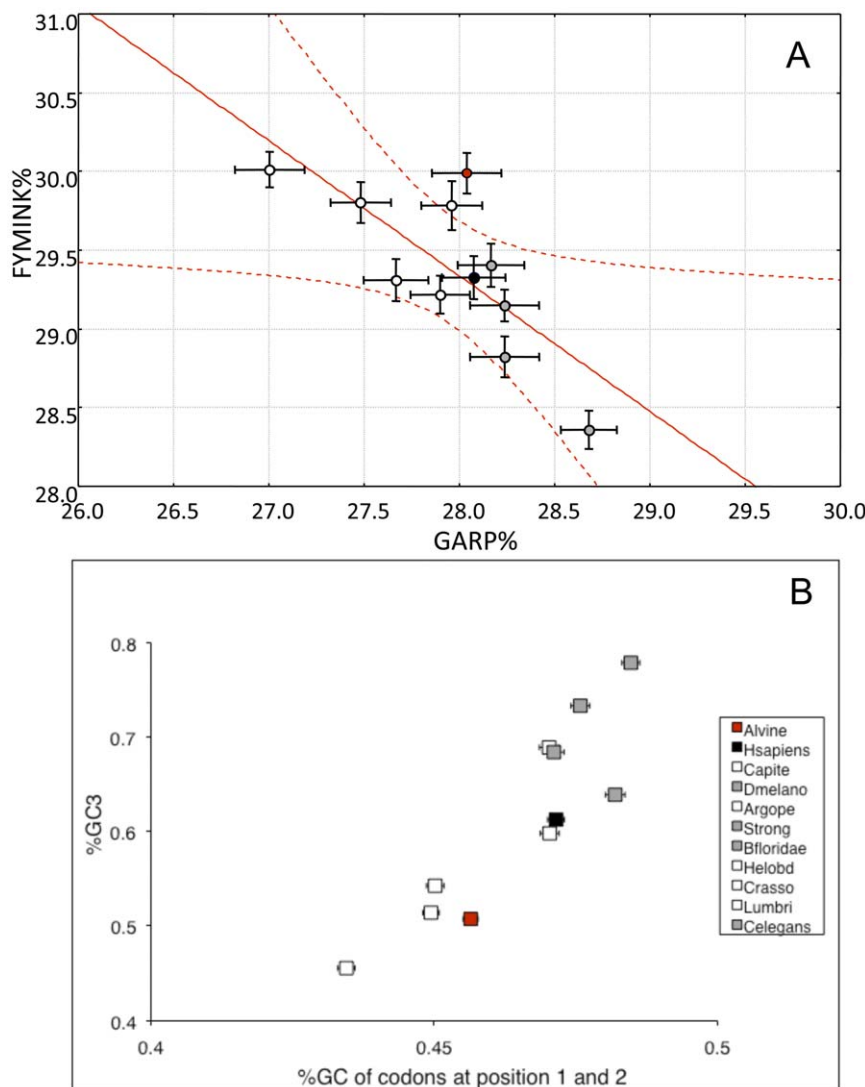 A
31.0
30.5
30.0
29.5
29.0
28.5
28.0
FYMINK%
26.0 26.5 27.0 27.5 28.0 28.5 29.0 29.5 30.0
GARP%
B
0.8
0.7
0.6
0.5
0.4
%GC3
0.4 0.45 0.5
%GC of codons at position 1 and 2
Alvine
Hsapiens
Capite
Dmelano
Argope
Strong
Bfloridae
Helobd
Crasso
Lumbri
Celegans